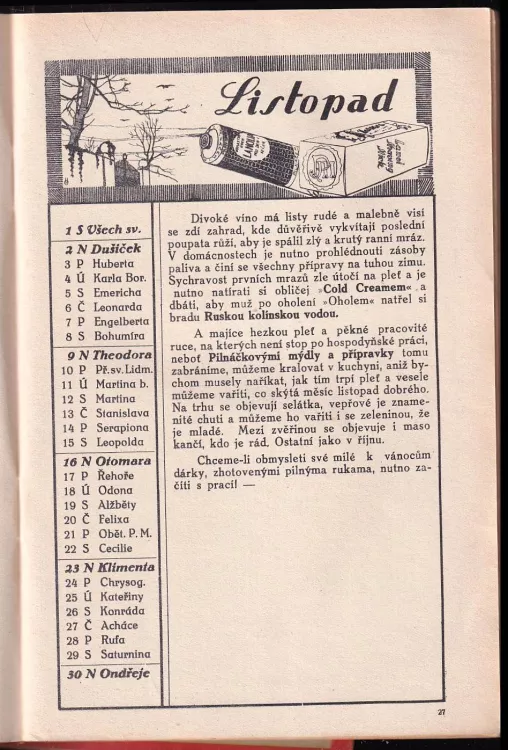 Listopad
1 S Všech sv.
2 N Dušiček
3 P Huberta
4 Ú Karla Bor.
5 S Emericha
6 Č Leonarda
7 P Engelberta
8 S Bohumíra
9 N Theodora
10 P Př. sv. Lidm.
11 Ú Martina b.
12 S Martina
13 Č Stanislava
14 P Serapiona
15 S Leopolda
16 N Otomara
17 P Řehoře
18 Ú Odona
19 S Alžběty
20 Č Felixa
21 P Obět. P. M.
22 S Cecilie
23 N Klimenta
24 P Chrysog.
25 Ú Kateřiny
26 S Konráda
27 Č Acháce
28 P Rufa
29 S Saturnina
30 N Ondřeje
Divoké víno má listy rudé a malebně visí
se zdí zahrad, kde důvěřivě vykvítají poslední
poupata růží, aby je spálil zlý a krutý ranní mráz.
V domácnostech je nutno prohlédnouti zásoby
paliva a činí se všechny přípravy na tuhou zimu.
Sychravost prvních mrazů zle útočí na pleť a je
nutno natírati si obličej »Cold Creamem« a
dbáti, aby muž po oholení »Oholem« natřel si
bradu Ruskou kolínskou vodou.
A majíce hezkou pleť a pěkné pracovité
ruce, na kterých není stop po hospodyňské práci,
neboť Pilnáčkovými mýdly a přípravky tomu
zabráníme, můžeme kralovat v kuchyni, aniž by-
chom musely naříkat, jak tím trpí pleť a vesele
můžeme vařiti, co skýtá měsíc listopad dobrého.
Na trhu se objevují selátka, vepřové je zname-
nité chuti a můžeme ho vařiti i se zeleninou, že
je mladé. Mezi zvěřinou se objevuje i maso
kančí, kdo je rád. Ostatní jako v říjnu.
Chceme-li obmysleti své milé k vánocům
dárky, zhotovenými pilnýma rukama, nutno za-
číti s prací! —
27